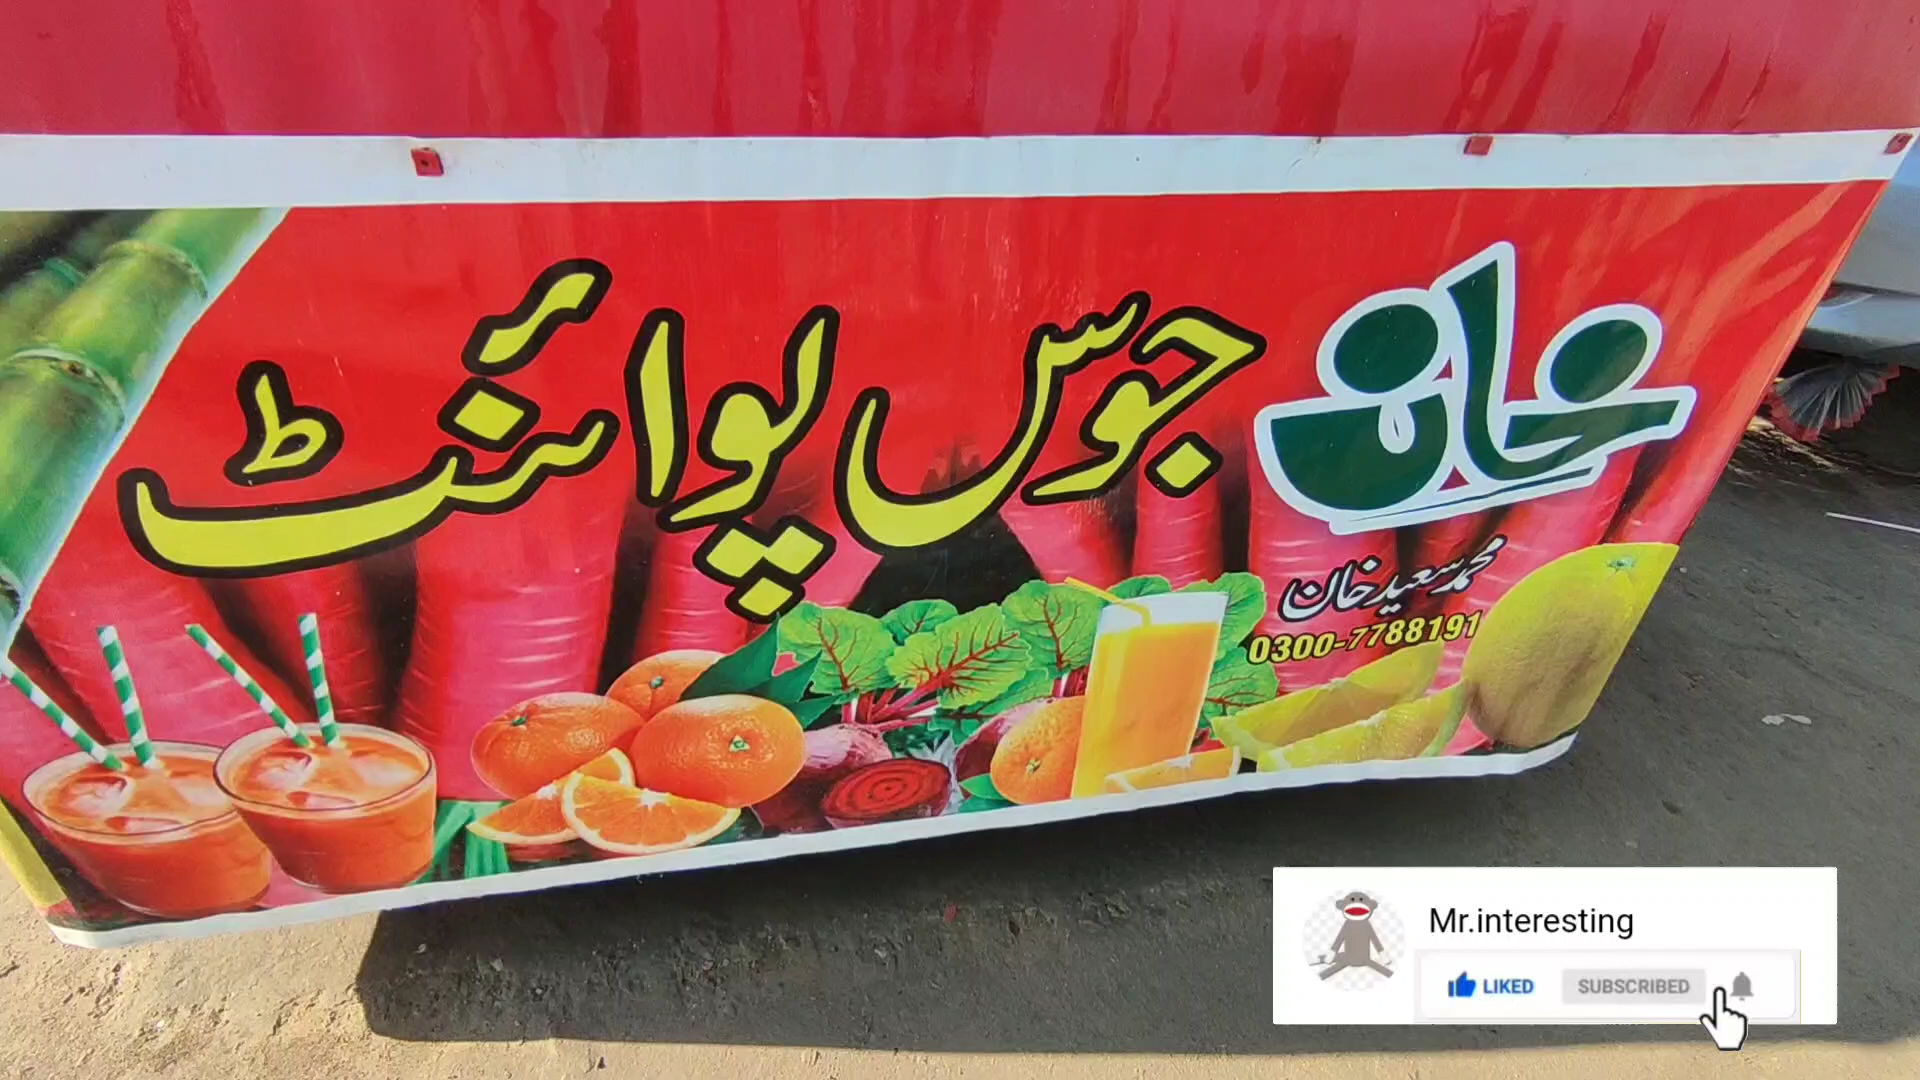 خان جوس پوائنٹ
محمد سعید خان
0300-7788191
Mr.interesting
LIKED SUBSCRIBED